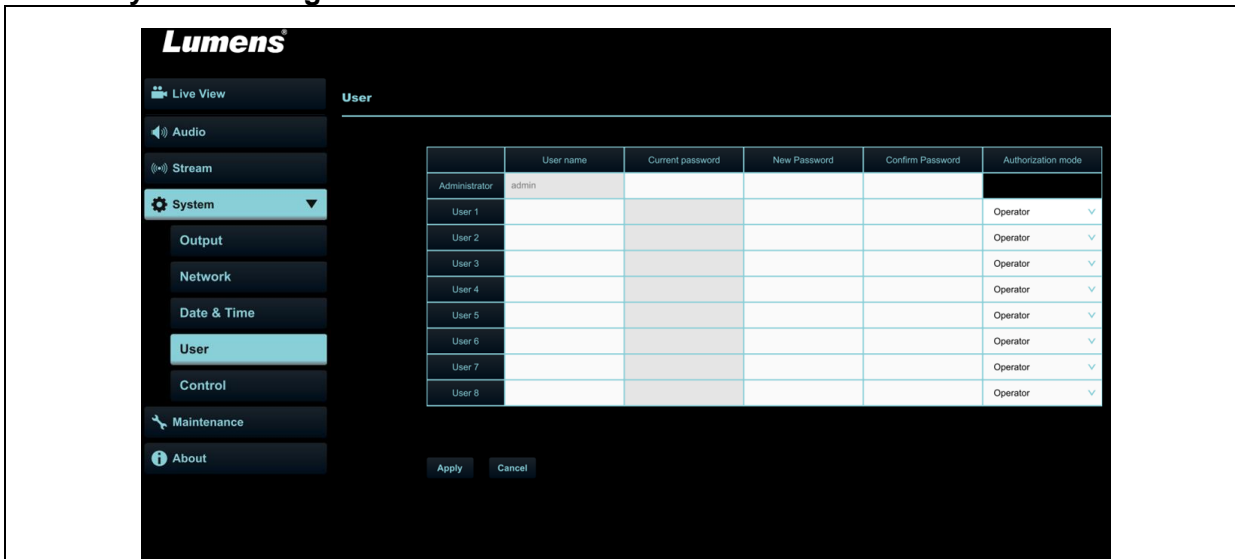 Lumens®
Live View
Audio
Stream
System
Output
Network
Date & Time
User
Control
Maintenance
About
User
User name Current password New Password Confirm Password Authorization mode
Administrator admin
User 1 Operator
User 2 Operator
User 3 Operator
User 4 Operator
User 5 Operator
User 6 Operator
User 7 Operator
User 8 Operator
Apply Cancel